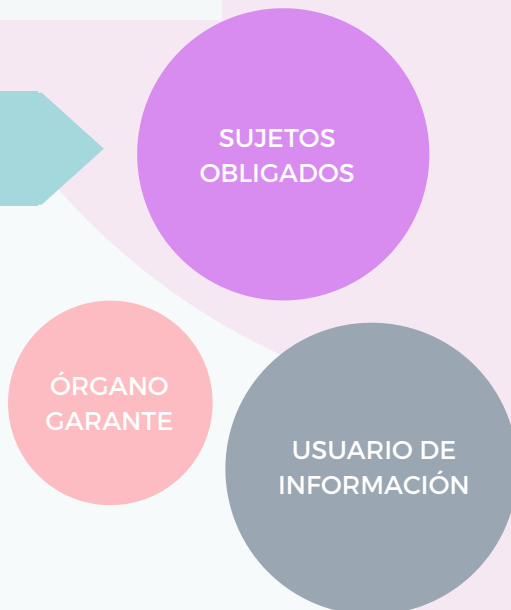 SUJETOS
OBLIGADOS
ÓRGANO
GARANTE
USUARIO DE
INFORMACIÓN